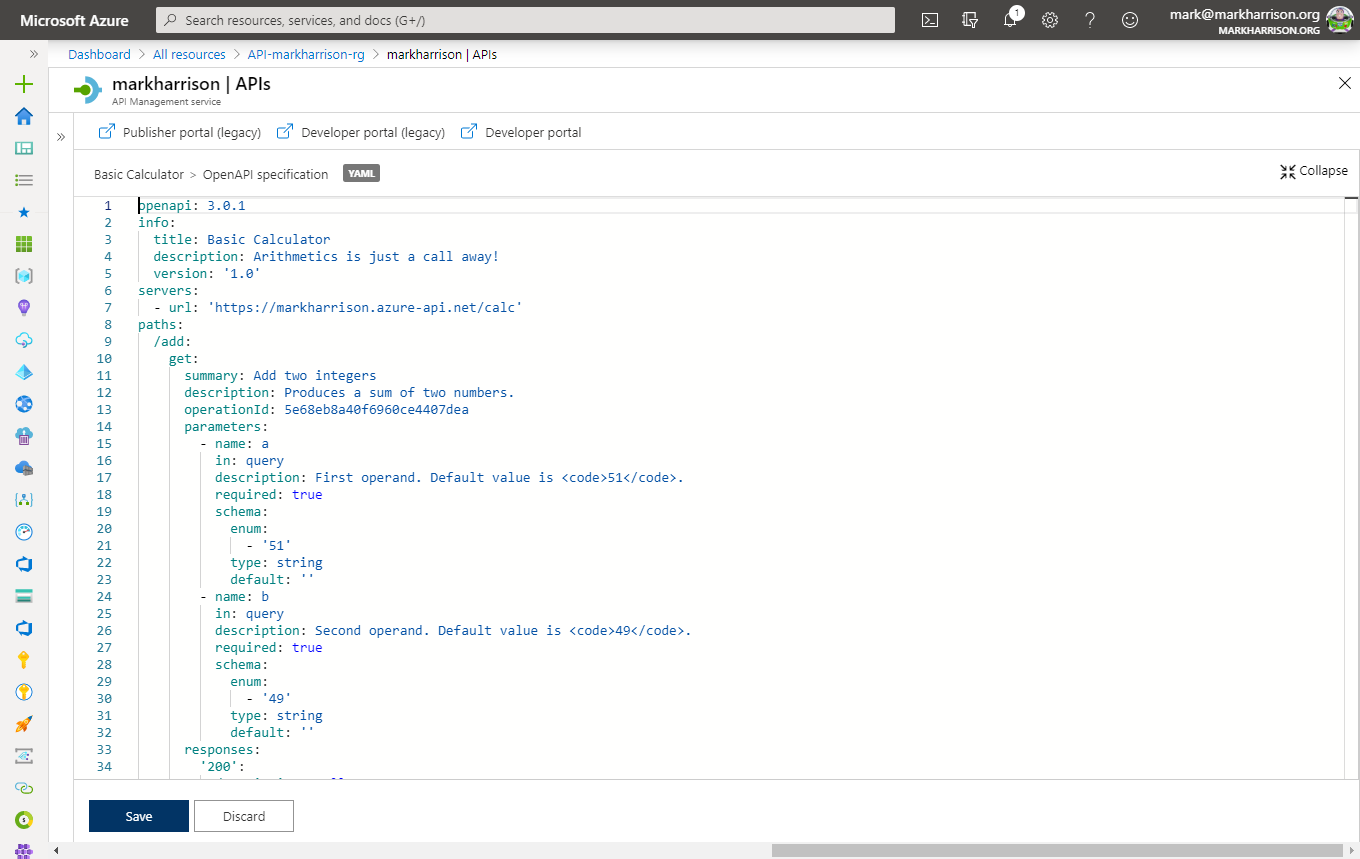 Microsoft Azure
Search resources, services, and docs (G+/)
1
mark@markharrison.org
MARKHARRISON.ORG
Dashboard > All resources > API-markharrison-rg > markharrison | APIs
markharrison | APIs
API Management service
Publisher portal (legacy) Developer portal (legacy) Developer portal
Basic Calculator > OpenAPI specification YAML
Collapse
1 openapi: 3.0.1
2 info:
3 title: Basic Calculator
4 description: Arithmetics is just a call away!
5 version: '1.0'
6 servers:
7 - url: 'https://markharrison.azure-api.net/calc'
8 paths:
9 /add:
10 get:
11 summary: Add two integers
12 description: Produces a sum of two numbers.
13 operationId: 5e68eb8a40f6960ce4407dea
14 parameters:
15 - name: a
16 in: query
17 description: First operand. Default value is <code>51</code>.
18 required: true
19 schema:
20 enum:
21 - '51'
22 type: string
23 default: ''
24 - name: b
25 in: query
26 description: Second operand. Default value is <code>49</code>.
27 required: true
28 schema:
29 enum:
30 - '49'
31 type: string
32 default: ''
33 responses:
34 '200':
Save Discard